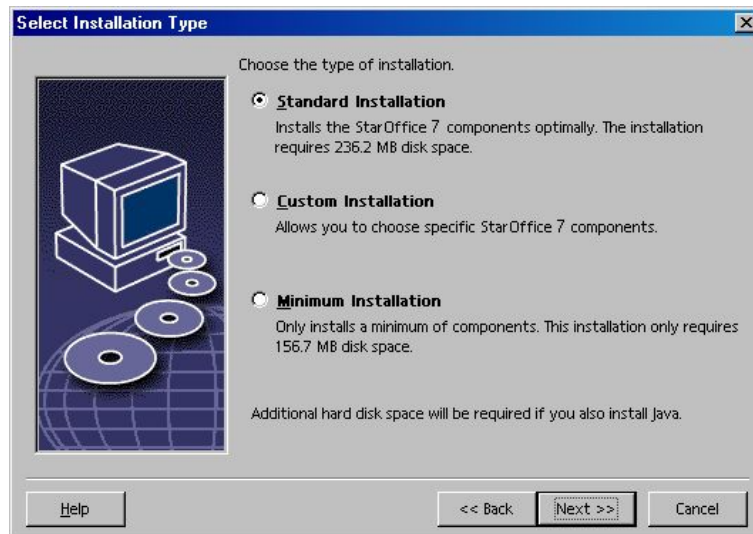 Select Installation Type
Choose the type of installation.
Standard Installation
Installs the StarOffice 7 components optimally. The installation
requires 236.2 MB disk space.
Custom Installation
Allows you to choose specific StarOffice 7 components.
Minimum Installation
Only installs a minimum of components. This installation only requires
156.7 MB disk space.
Additional hard disk space will be required if you also install Java.
Help
<< Back
Next >>
Cancel